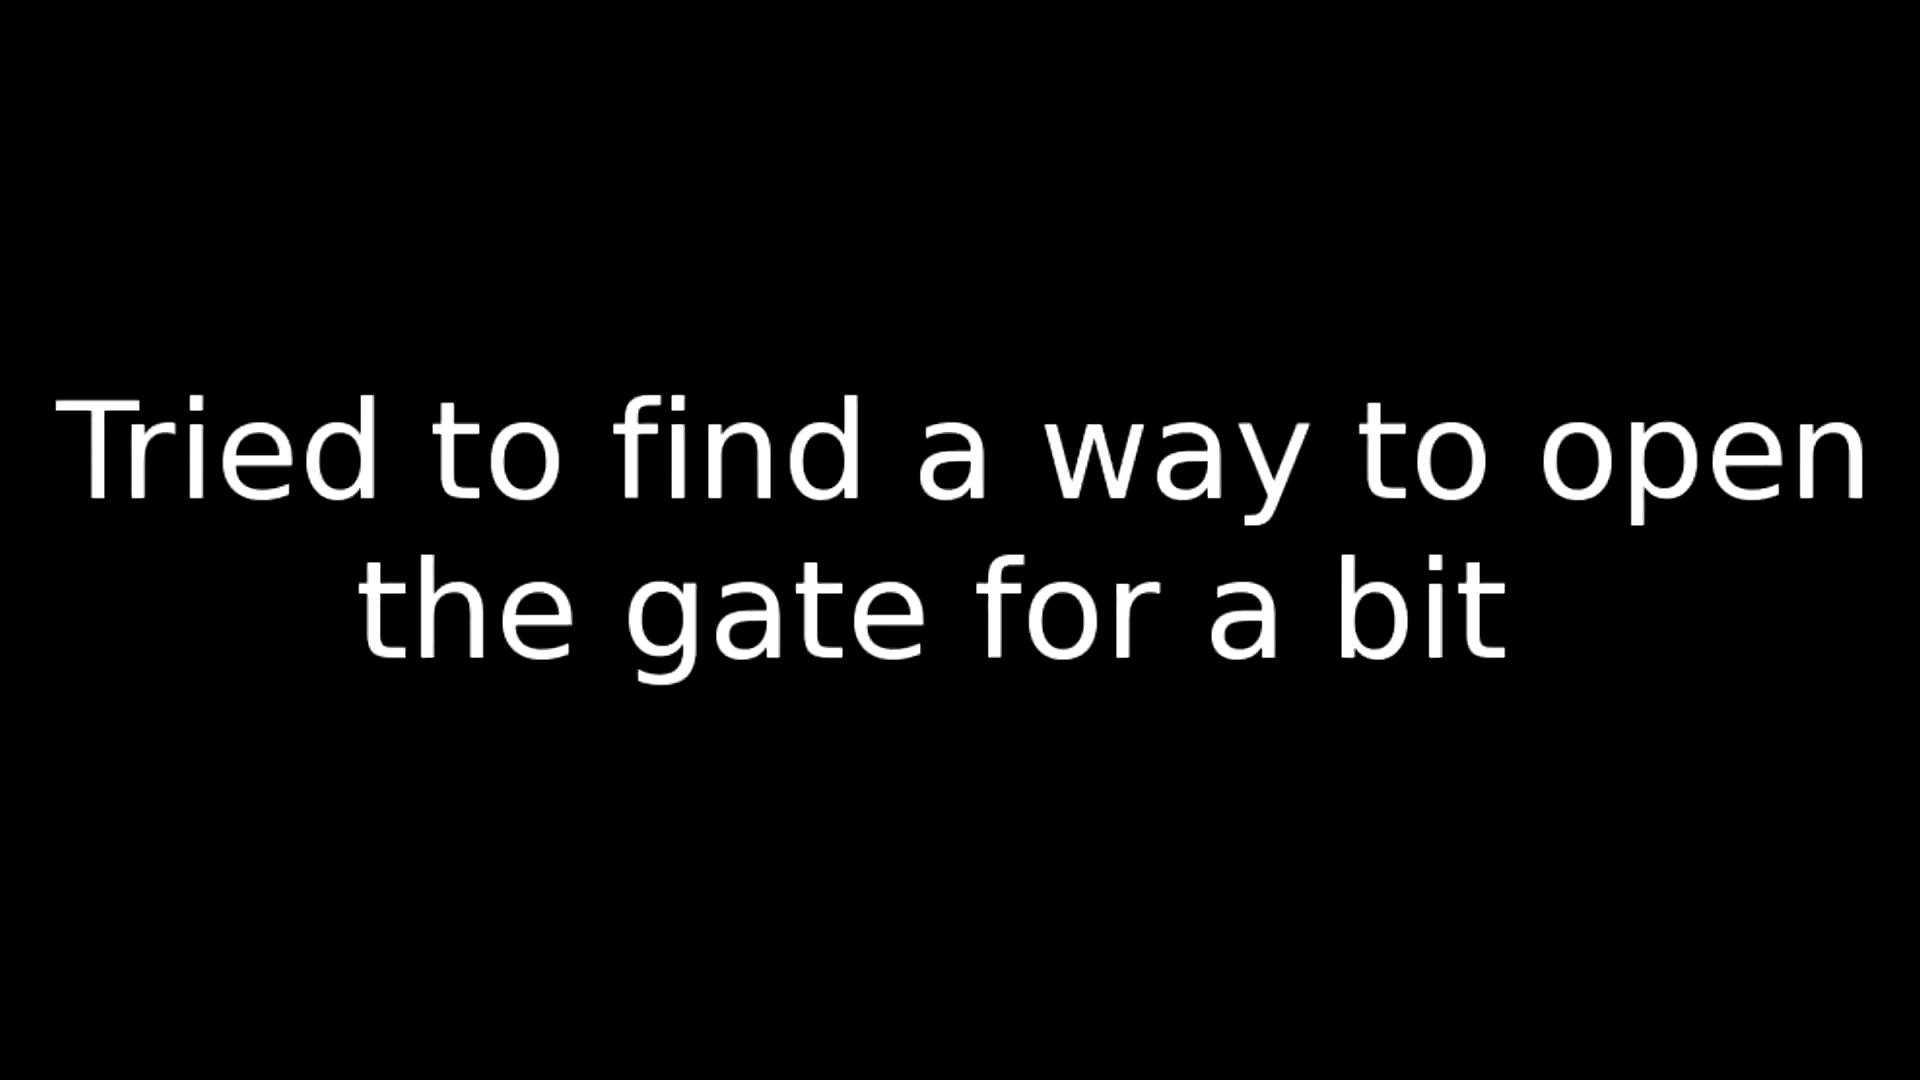 Tried to find a way to open
the gate for a bit